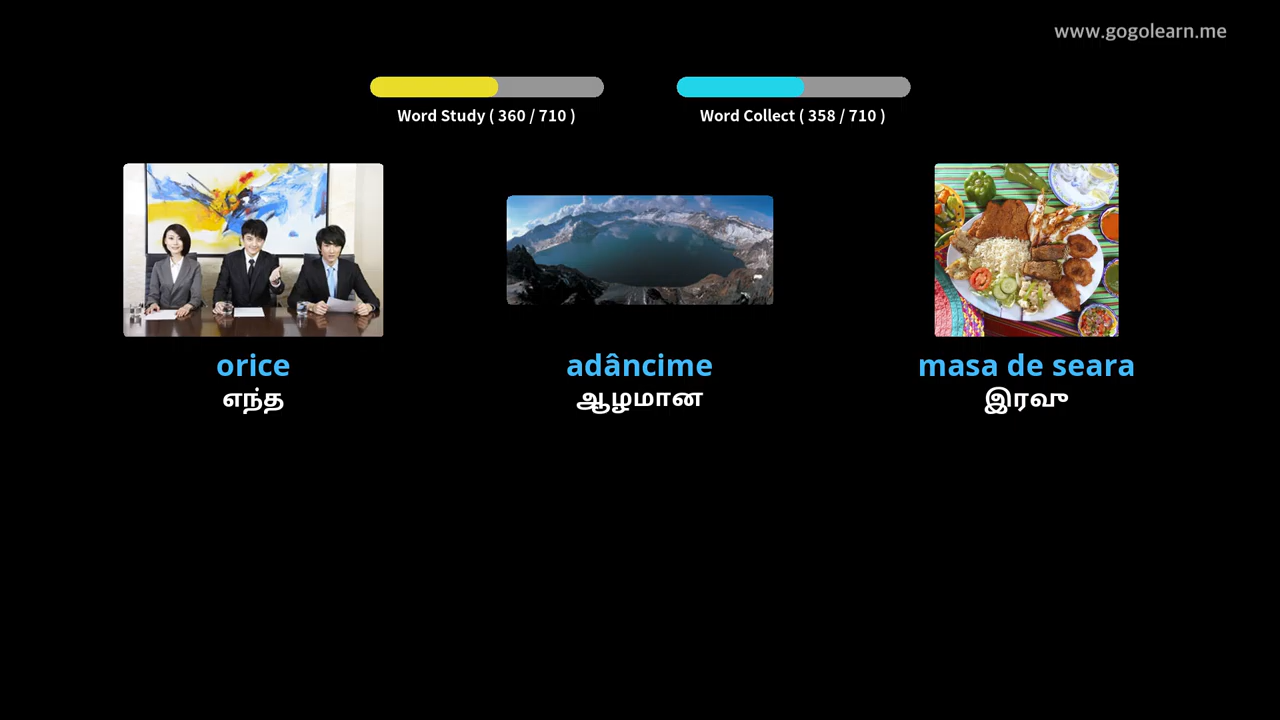 www.gogolearn.me
Word Study ( 360 / 710 )
Word Collect ( 358 / 710 )
orice
எந்த
adâncime
ஆழமான
masa de seara
இரவு